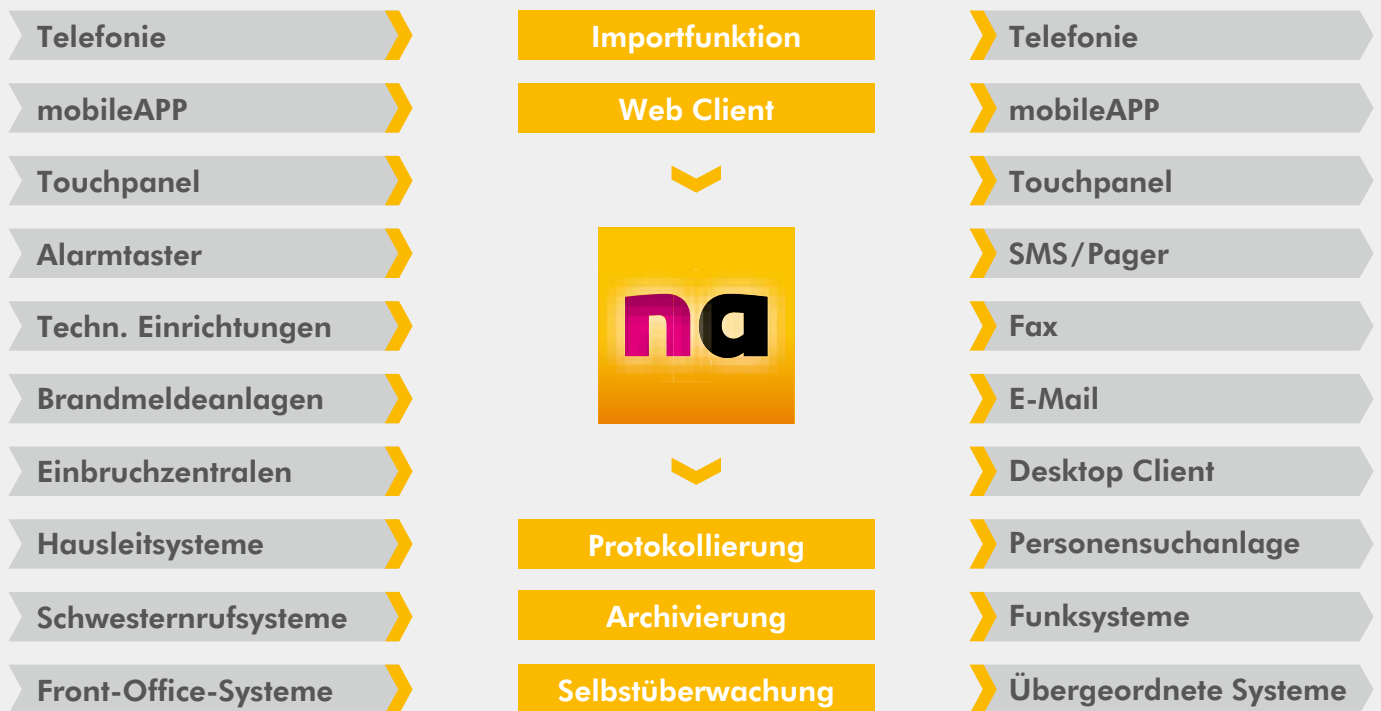 Telefonie
mobileAPP
Touchpanel
Alarmtaster
Techn. Einrichtungen
Brandmeldeanlagen
Einbruchzentralen
Hausleitsysteme
Schwesternrufsysteme
Front-Office-Systeme
Importfunktion
Web Client
na
Protokollierung
Archivierung
Selbstüberwachung
Telefonie
mobileAPP
Touchpanel
SMS/Pager
Fax
E-Mail
Desktop Client
Personensuchanlage
Funksysteme
Übergeordnete Systeme